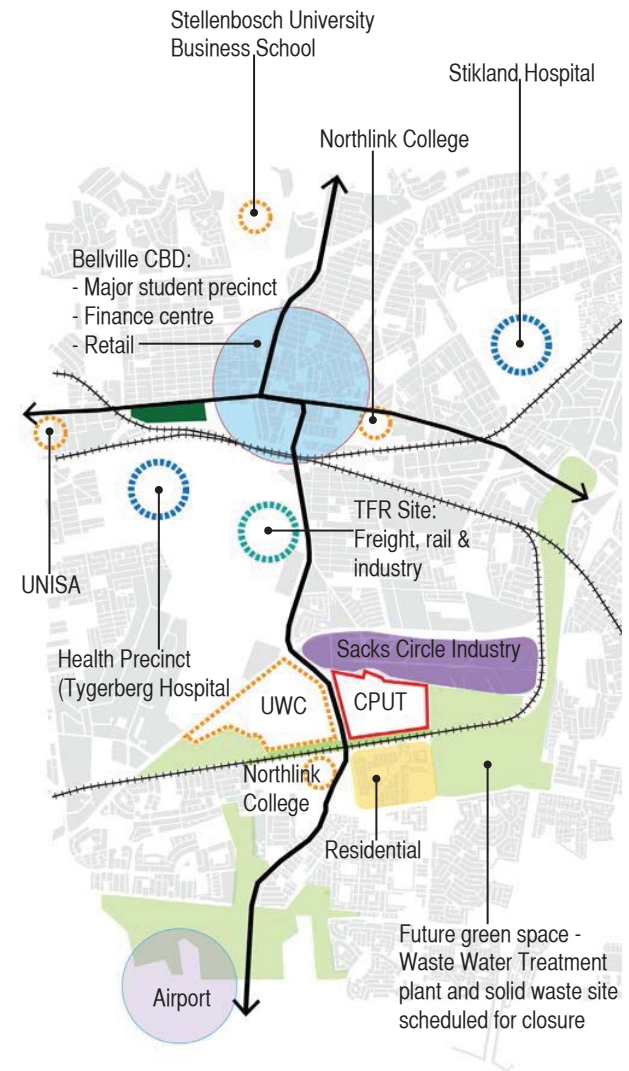 Stellenbosch University
Business School
Stikland Hospital
Northlink College
Bellville CBD:
- Major student precinct
- Finance centre
- Retail
TFR Site:
Freight, rail &
industry
UNISA
Health Precinct
(Tygerberg Hospital
Sacks Circle Industry
UWC
CPUT
Northlink
College
Residential
Future green space -
Waste Water Treatment
plant and solid waste site
scheduled for closure
Airport